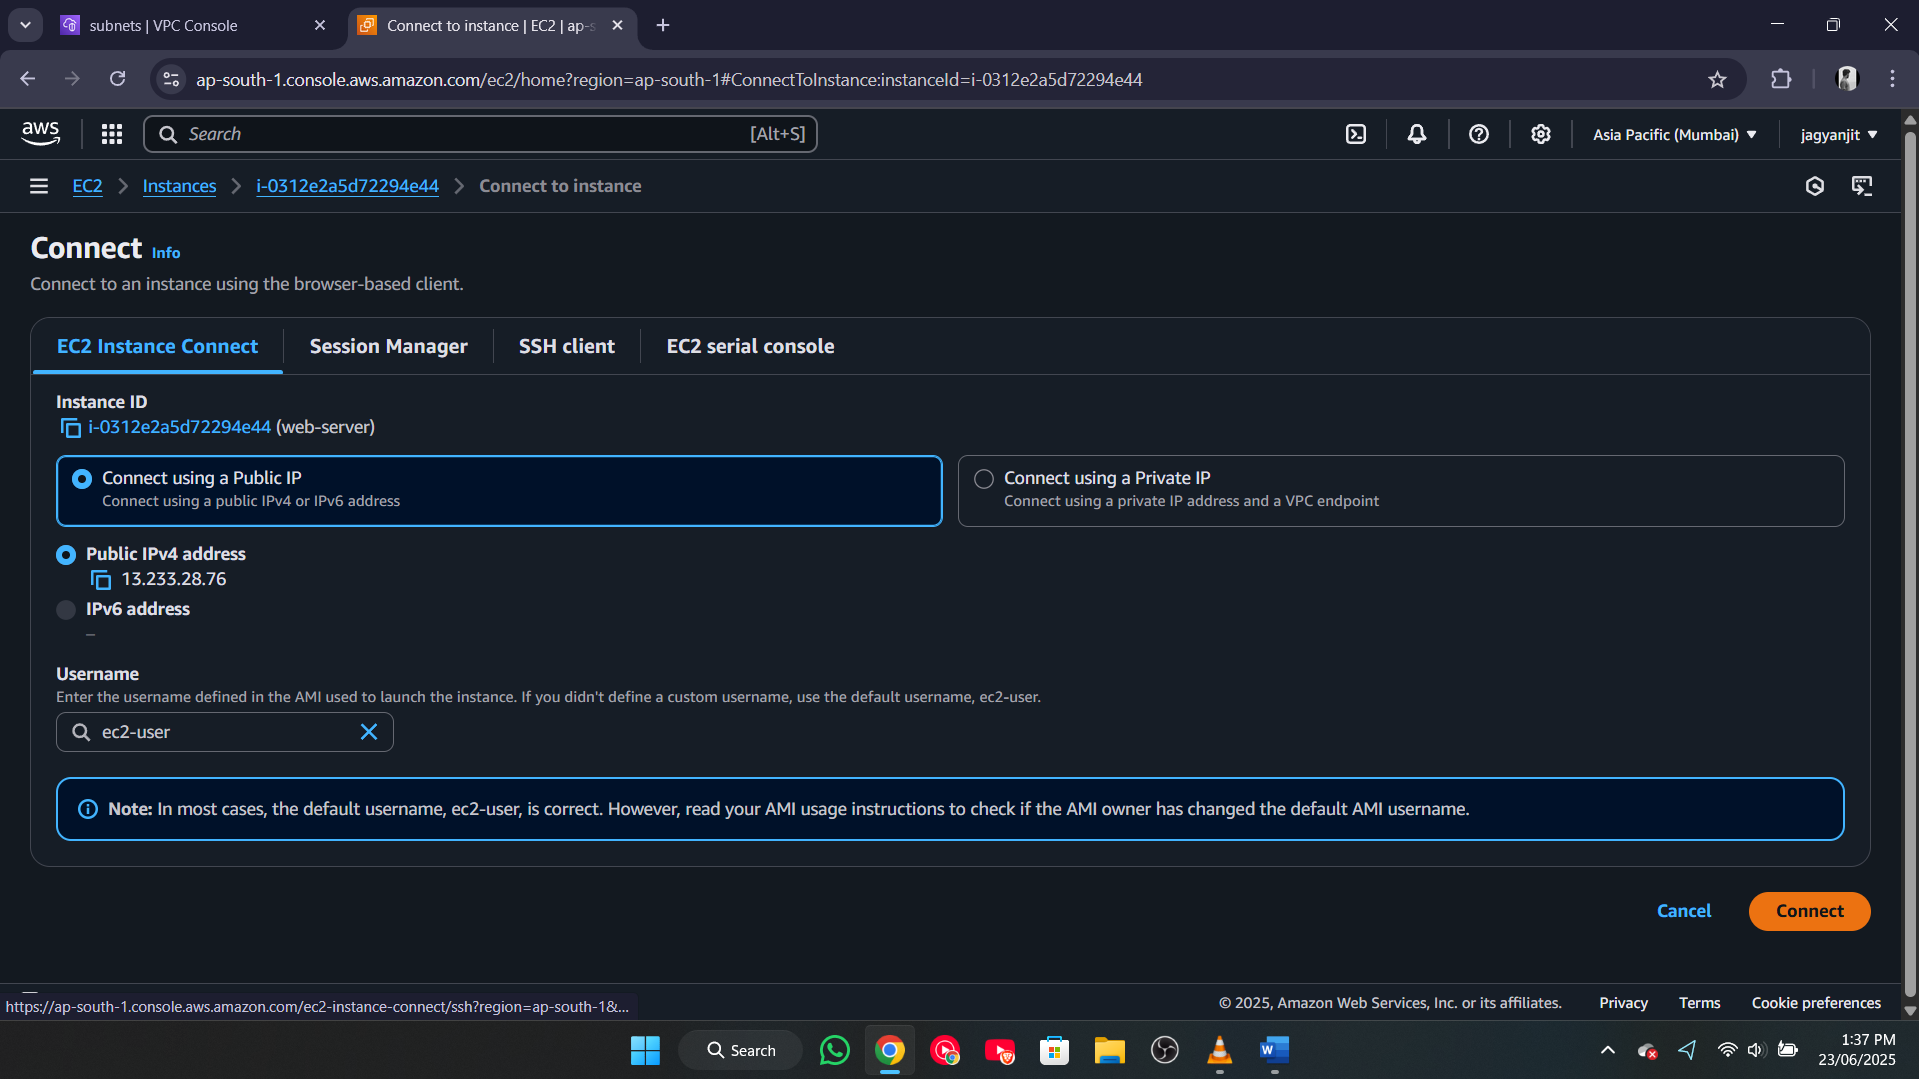 subnets | VPC Console
Connect to instance | EC2 | ap-s
ap-south-1.console.aws.amazon.com/ec2/home?region=ap-south-1#ConnectToInstance:instanceId=i-0312e2a5d72294e44
aws
Search
[Alt+S]
Asia Pacific (Mumbai)
jagyanjit
EC2
Instances
i-0312e2a5d72294e44
Connect to instance
Connect Info
Connect to an instance using the browser-based client.
EC2 Instance Connect
Session Manager
SSH client
EC2 serial console
Instance ID
i-0312e2a5d72294e44 (web-server)
Connect using a Public IP
Connect using a public IPv4 or IPv6 address
Connect using a Private IP
Connect using a private IP address and a VPC endpoint
Public IPv4 address
13.233.28.76
IPv6 address
–
Username
Enter the username defined in the AMI used to launch the instance. If you didn't define a custom username, use the default username, ec2-user.
ec2-user
Note: In most cases, the default username, ec2-user, is correct. However, read your AMI usage instructions to check if the AMI owner has changed the default AMI username.
Cancel
Connect
https://ap-south-1.console.aws.amazon.com/ec2-instance-connect/ssh?region=ap-south-1&...
© 2025, Amazon Web Services, Inc. or its affiliates.
Privacy
Terms
Cookie preferences
Search
1:37 PM
23/06/2025